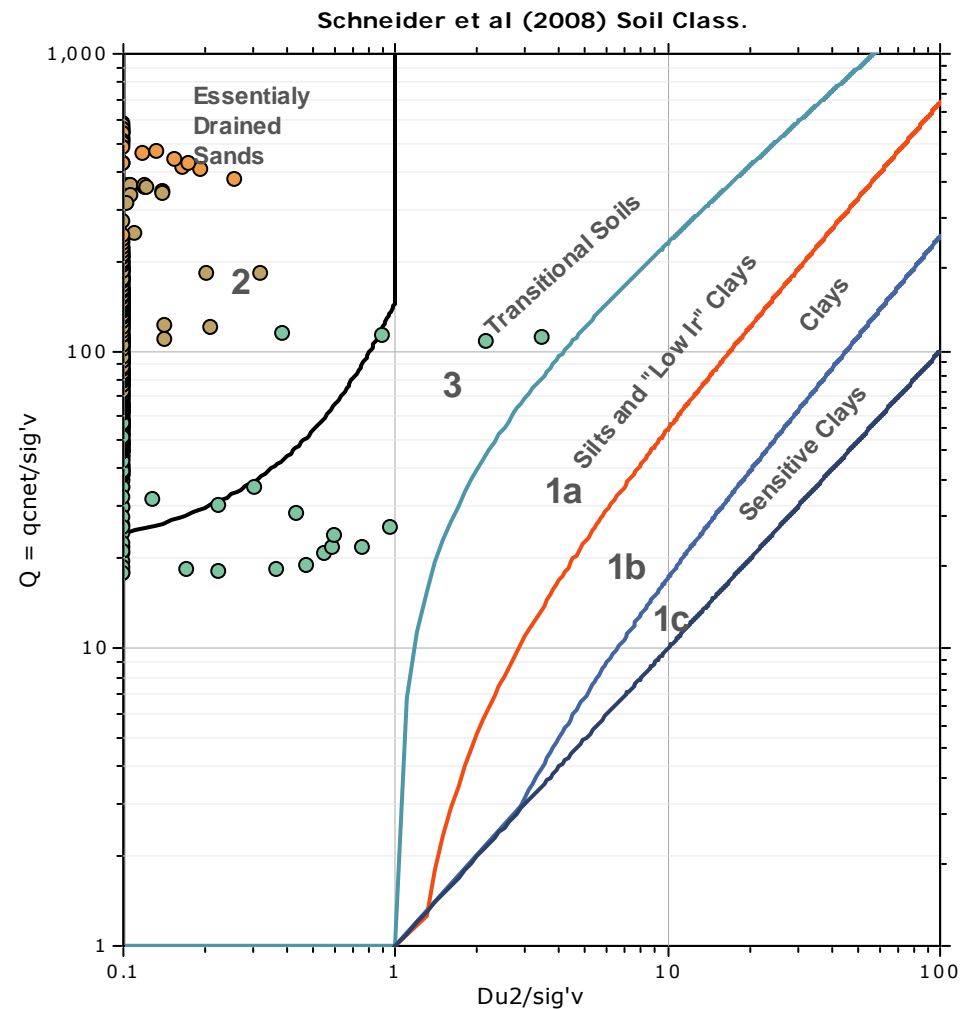 Schneider et al (2008) Soil Class.
1,000
Essentialy
Drained
Sands
2
Transitional Soils
Silts and "Low Ir" Clays
Clays
100
3
Sensitive Clays
1a
Q = qcnet/sig'v
1b
1c
10
1
0.1
1
10
100
Du2/sig'v